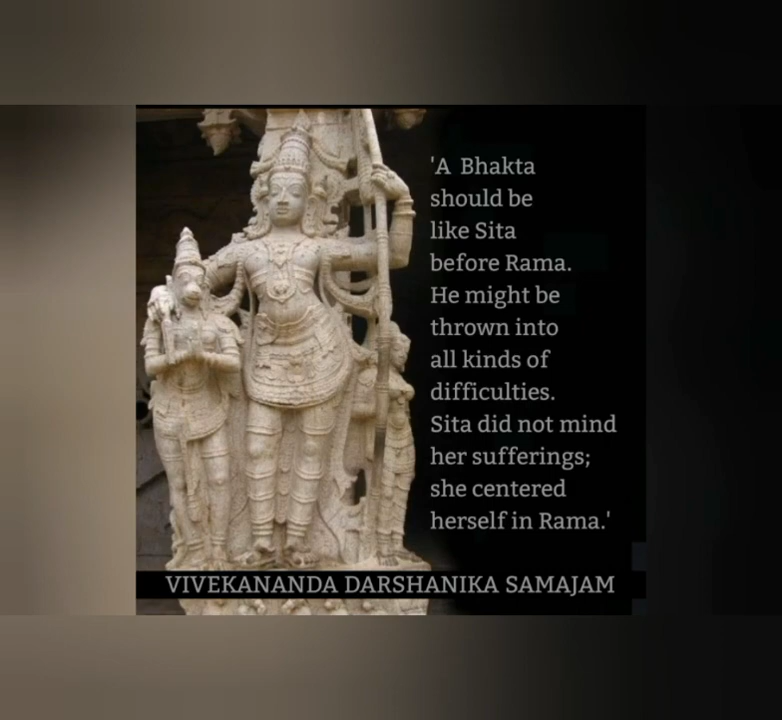 'A Bhakta
should be
like Sita
before Rama.
He might be
thrown into
all kinds of
difficulties.
Sita did not mind
her sufferings;
she centered
herself in Rama.'
VIVEKANANDA DARSHANIKA SAMAJAM